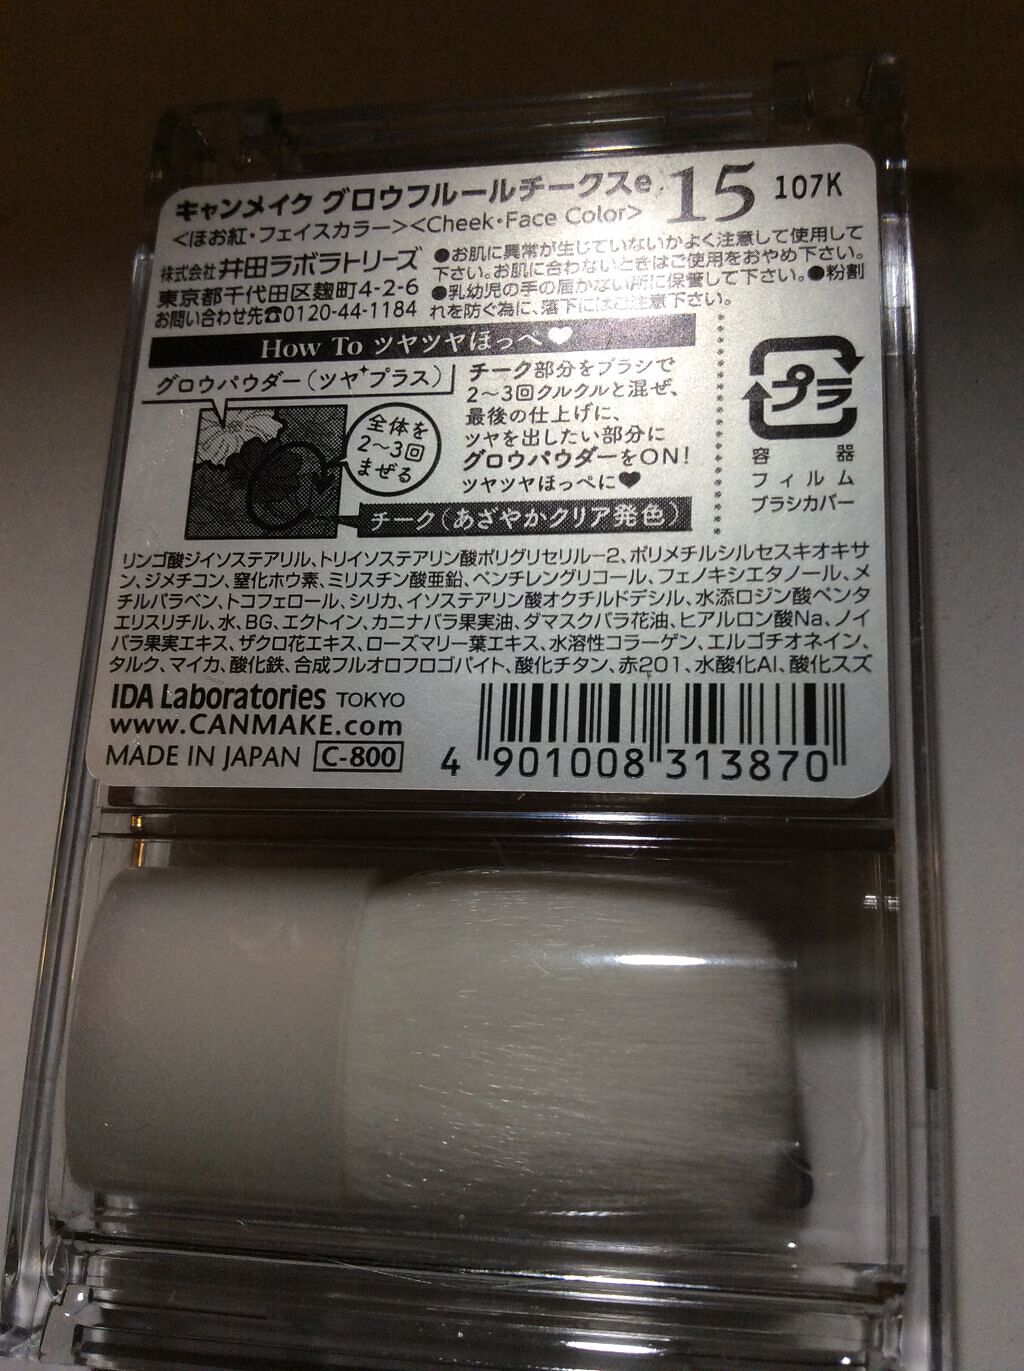 キャンメイク グロウフルールチークスe 15 107K
<ほお紅・フェイスカラー><Cheek・Face Color>
株式会社井田ラボラトリーズ
東京都千代田区麹町4-2-6
お問い合わせ先☎0120-44-1184
●お肌に異常が生じていないかよく注意して使用して
下さい。お肌に合わないときはご使用をおやめ下さい。
●乳幼児の手の届かない所に保管して下さい。●粉割
れを防ぐ為に、落下にはご注意下さい。
How To ツヤツヤほっぺ♥
グロウパウダー(ツヤ+プラス)
全体を
2〜3回
まぜる
チーク(あざやかクリア発色)
チーク部分をブラシで
2〜3回クルクルと混ぜ、
最後の仕上げに、
ツヤを出したい部分に
グロウパウダーをON!
ツヤツヤほっぺに♥
プラ
容器
フィルム
ブラシカバー
リンゴ酸ジイソステアリル、トリイソステアリン酸ポリグリセリル-2、ポリメチルシルセスキオキサ
ン、ジメチコン、窒化ホウ素、ミリスチン酸亜鉛、ペンチレングリコール、フェノキシエタノール、メ
チルパラベン、トコフェロール、シリカ、イソステアリン酸オクチルドデシル、水添ロジン酸ペンタ
エリスリチル、水、BG、エクトイン、カニナバラ果実油、ダマスクバラ花油、ヒアルロン酸Na、ノイ
バラ果実エキス、ザクロ花エキス、ローズマリー葉エキス、水溶性コラーゲン、エルゴチオネイン、
タルク、マイカ、酸化鉄、合成フルオロフロゴパイト、酸化チタン、赤201、水酸化Al、酸化スズ
IDA Laboratories TOKYO
www.CANMAKE.com
MADE IN JAPAN C-800
4 901008 313870